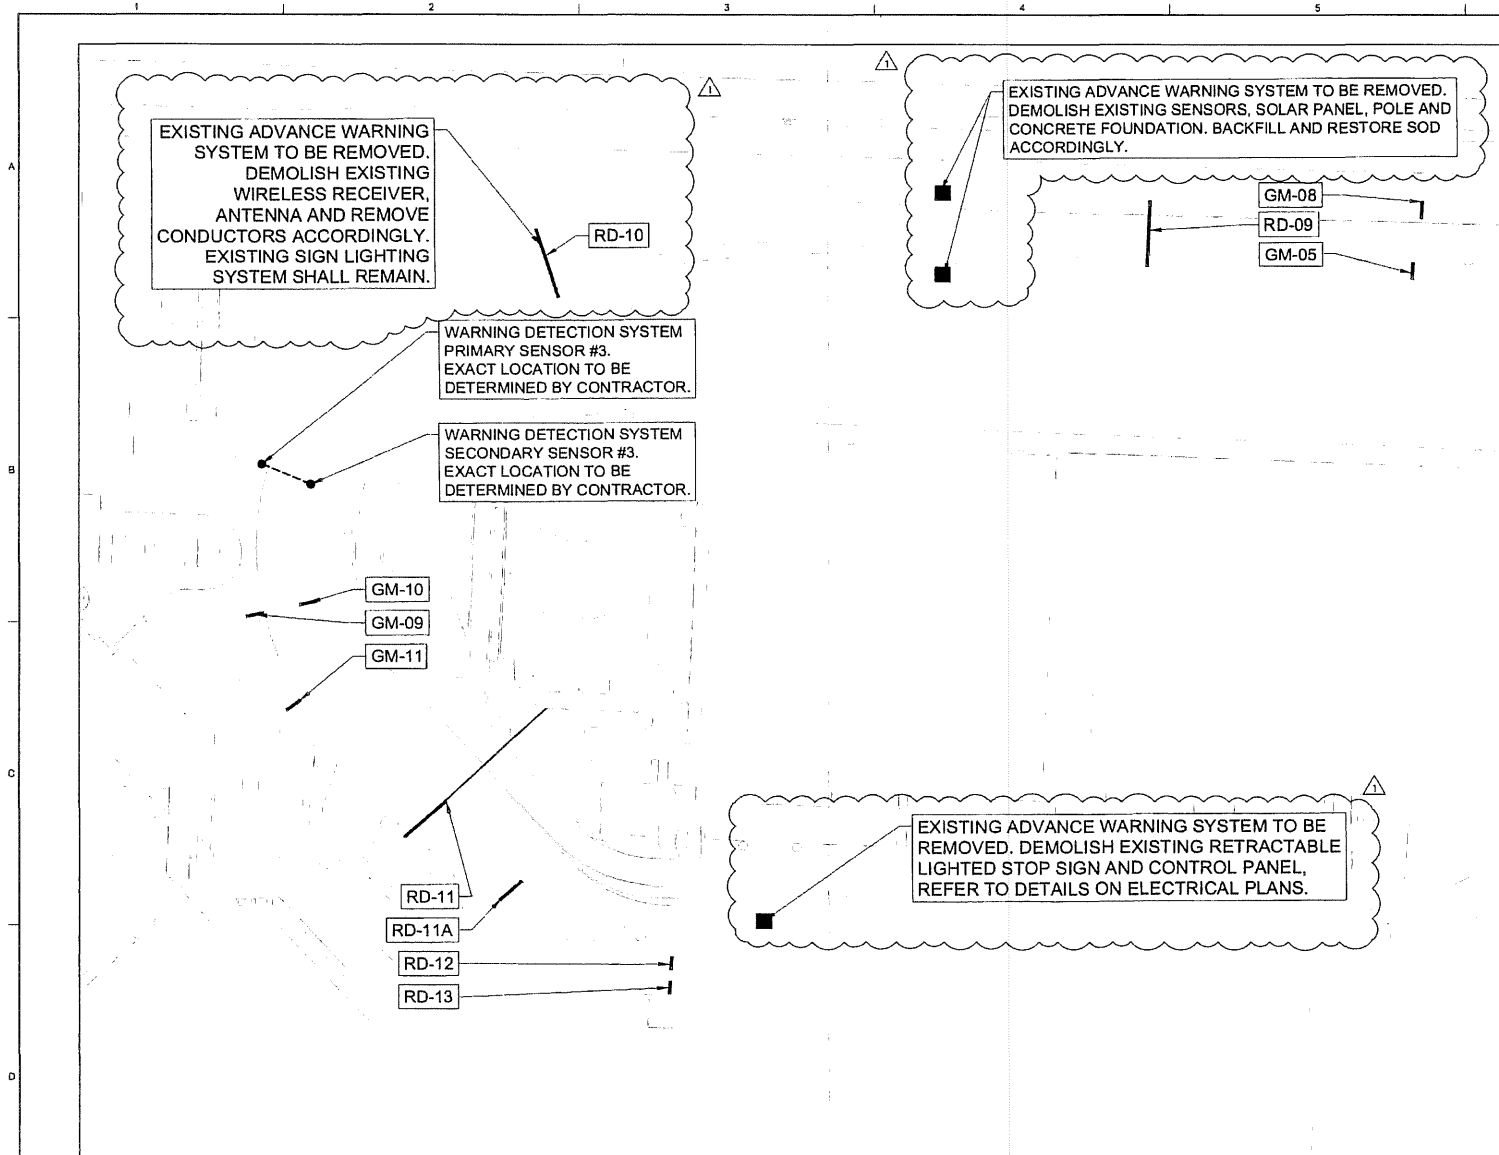 1
2
3
4
5
A
B
C
D
1
EXISTING ADVANCE WARNING
SYSTEM TO BE REMOVED.
DEMOLISH EXISTING
WIRELESS RECEIVER,
ANTENNA AND REMOVE
CONDUCTORS ACCORDINGLY.
EXISTING SIGN LIGHTING
SYSTEM SHALL REMAIN.
RD-10
1
EXISTING ADVANCE WARNING SYSTEM TO BE REMOVED.
DEMOLISH EXISTING SENSORS, SOLAR PANEL, POLE AND
CONCRETE FOUNDATION. BACKFILL AND RESTORE SOD
ACCORDINGLY.
GM-08
RD-09
GM-05
WARNING DETECTION SYSTEM
PRIMARY SENSOR #3.
EXACT LOCATION TO BE
DETERMINED BY CONTRACTOR.
WARNING DETECTION SYSTEM
SECONDARY SENSOR #3.
EXACT LOCATION TO BE
DETERMINED BY CONTRACTOR.
GM-10
GM-09
GM-11
1
EXISTING ADVANCE WARNING SYSTEM TO BE
REMOVED. DEMOLISH EXISTING RETRACTABLE
LIGHTED STOP SIGN AND CONTROL PANEL,
REFER TO DETAILS ON ELECTRICAL PLANS.
RD-11
RD-11A
RD-12
RD-13